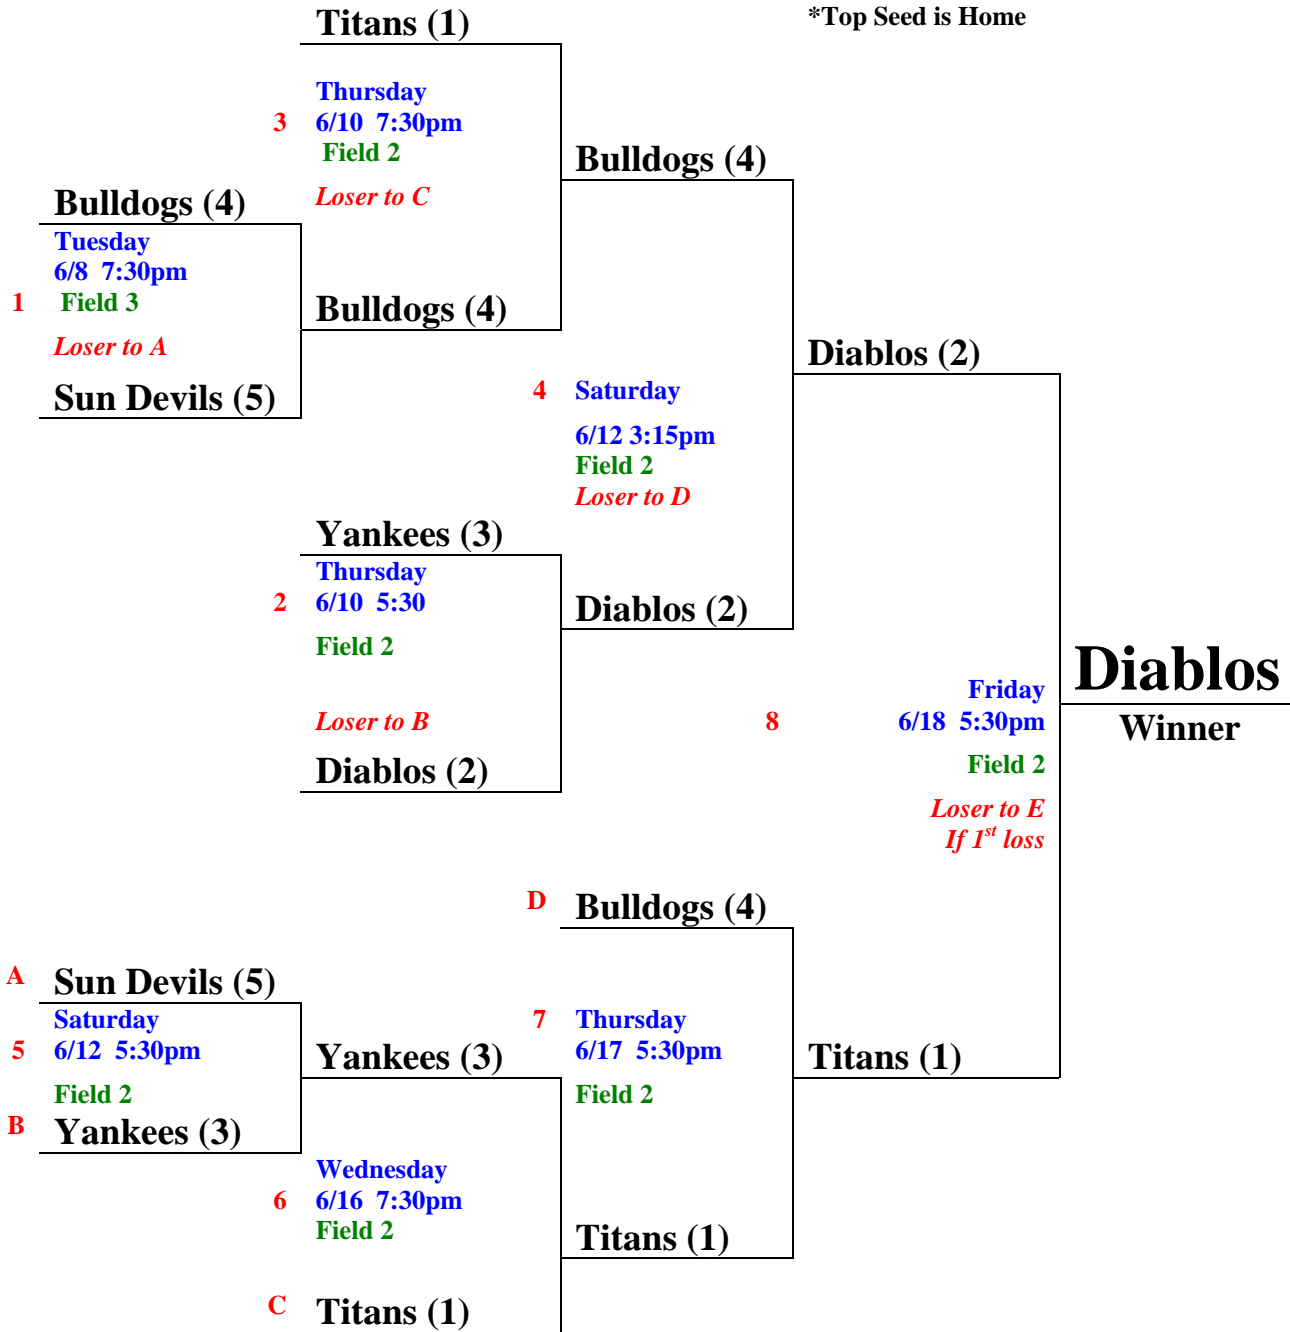 Titans (1)
*Top Seed is Home
Thursday
3 6/10 7:30pm
Field 2
Loser to C
Bulldogs (4)
Bulldogs (4)
Tuesday
6/8 7:30pm
1 Field 3
Loser to A
Sun Devils (5)
Bulldogs (4)
Diablos (2)
4 Saturday
6/12 3:15pm
Field 2
Loser to D
Yankees (3)
Thursday
2 6/10 5:30
Field 2
Loser to B
Diablos (2)
Diablos (2)
Diablos
Winner
Friday
8 6/18 5:30pm
Field 2
Loser to E
If 1st loss
D Bulldogs (4)
A Sun Devils (5)
Saturday
5 6/12 5:30pm
Field 2
B Yankees (3)
Yankees (3)
7 Thursday
6/17 5:30pm
Field 2
Titans (1)
Wednesday
6 6/16 7:30pm
Field 2
Titans (1)
C Titans (1)